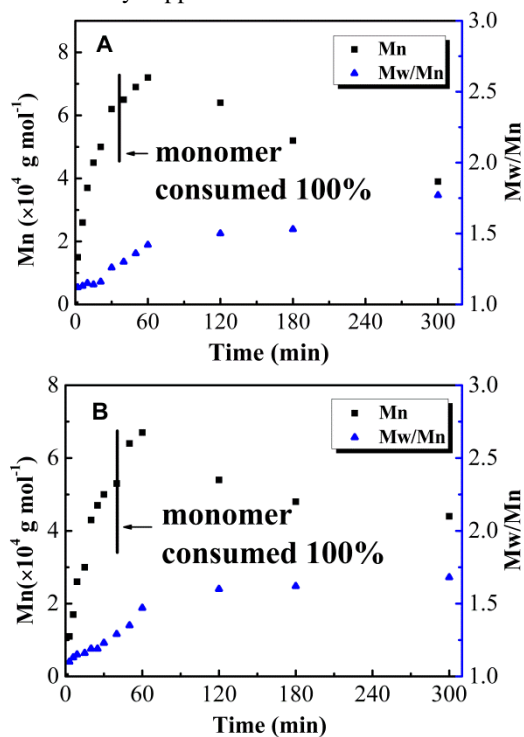 A
Mn
Mw/Mn
monomer
consumed 100%
Mn (×10⁴ g mol⁻¹)
8
6
4
2
0
3.0
2.5
2.0
1.5
1.0
Mw/Mn
0 60 120 180 240 300
Time (min)
B
Mn
Mw/Mn
monomer
consumed 100%
Mn(×10⁴ g mol⁻¹)
8
6
4
2
0
3.0
2.5
2.0
1.5
1.0
Mw/Mn
0 60 120 180 240 300
Time (min)